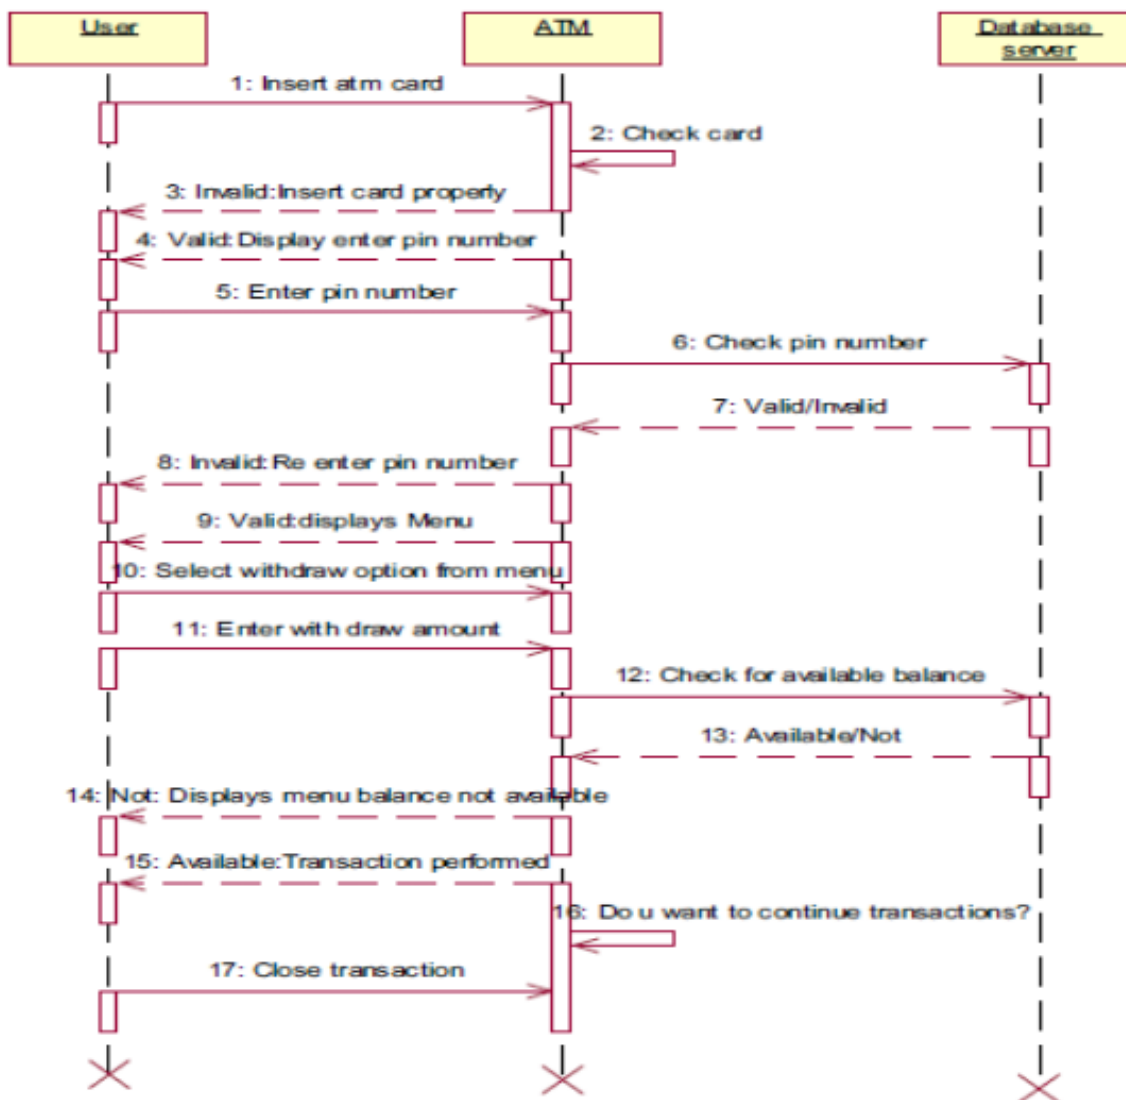 User
ATM
Database
server
1: Insert atm card
2: Check card
3: Invalid:Insert card properly
4: Valid:Display enter pin number
5: Enter pin number
6: Check pin number
7: Valid/Invalid
8: Invalid:Re enter pin number
9: Valid:displays Menu
10: Select withdraw option from menu
11: Enter with draw amount
12: Check for available balance
13: Available/Not
14: Not: Displays menu balance not available
15: Available:Transaction performed
16: Do u want to continue transactions?
17: Close transaction